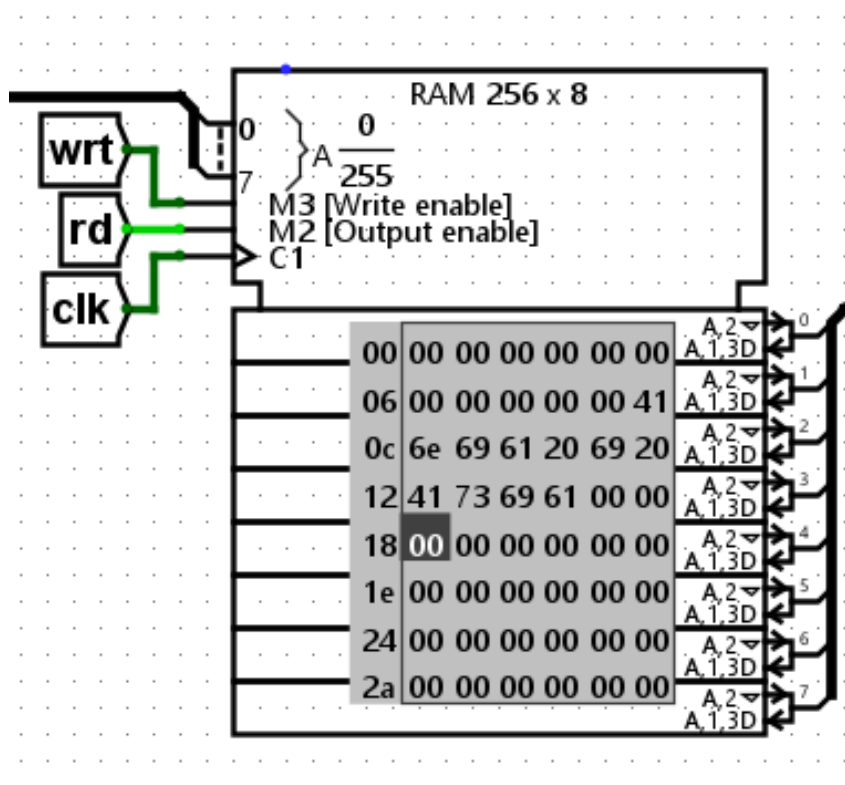 RAM 256 x 8
wrt
0
7
A
0
255
M3 [Write enable]
rd
M2 [Output enable]
C1
clk
00 00 00 00 00 00 00
06 00 00 00 00 00 41
0c 6e 69 61 20 69 20
12 41 73 69 61 00 00
18 00 00 00 00 00 00
1e 00 00 00 00 00 00
24 00 00 00 00 00 00
2a 00 00 00 00 00 00
A,2 0
A,1,3D
A,2 1
A,1,3D
A,2 2
A,1,3D
A,2 3
A,1,3D
A,2 4
A,1,3D
A,2 5
A,1,3D
A,2 6
A,1,3D
A,2 7
A,1,3D